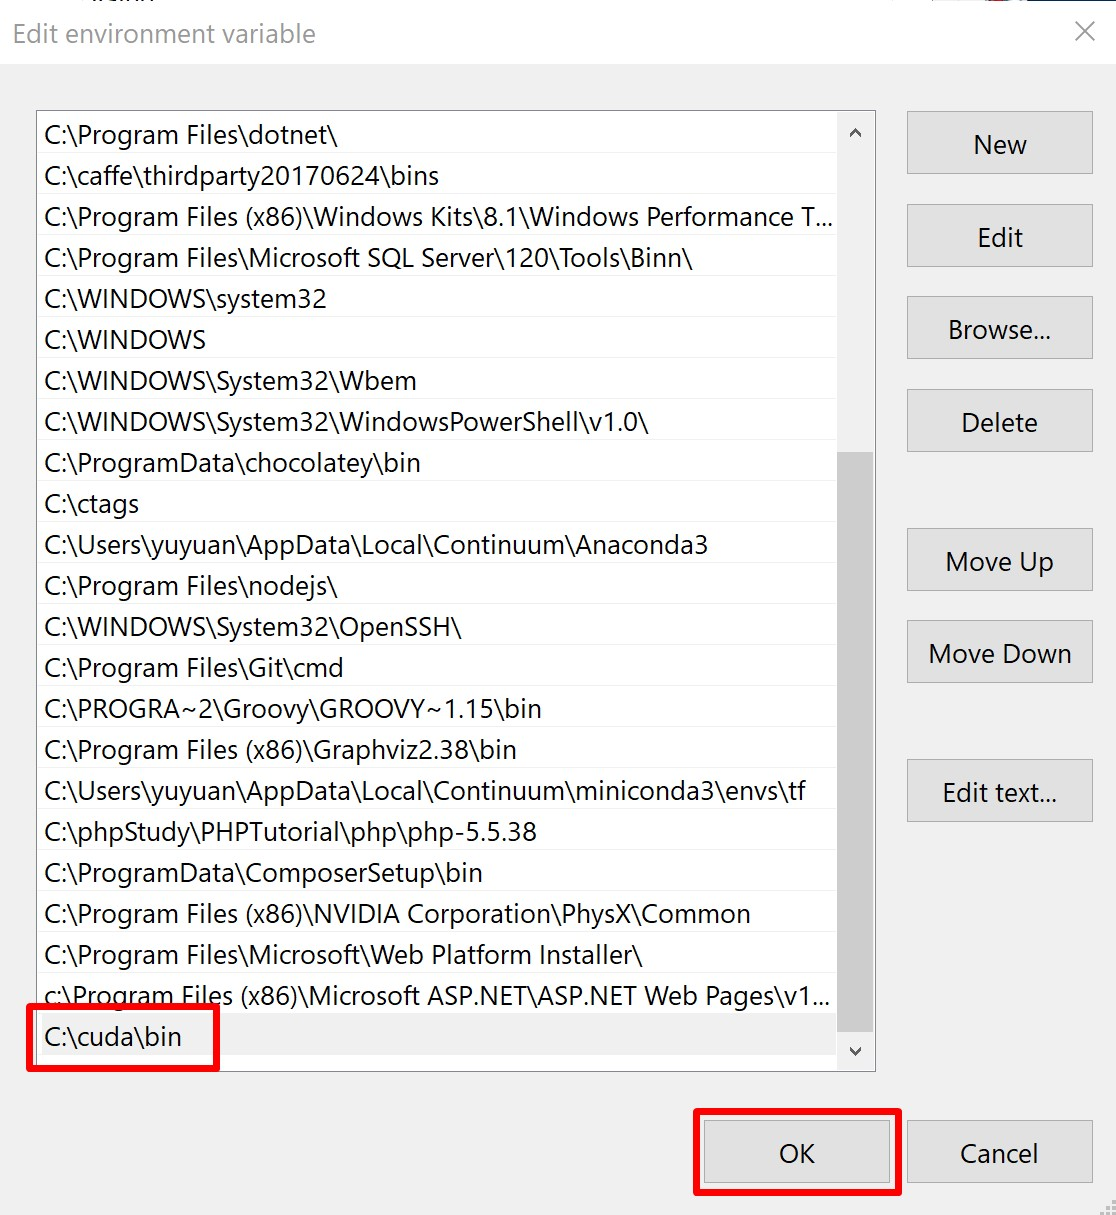 Edit environment variable
C:\Program Files\dotnet\
C:\caffe\thirdparty20170624\bins
C:\Program Files (x86)\Windows Kits\8.1\Windows Performance T...
C:\Program Files\Microsoft SQL Server\120\Tools\Binn\
C:\WINDOWS\system32
C:\WINDOWS
C:\WINDOWS\System32\Wbem
C:\WINDOWS\System32\WindowsPowerShell\v1.0\
C:\ProgramData\chocolatey\bin
C:\ctags
C:\Users\yuyuan\AppData\Local\Continuum\Anaconda3
C:\Program Files\nodejs\
C:\WINDOWS\System32\OpenSSH\
C:\Program Files\Git\cmd
C:\PROGRA~2\Groovy\GROOVY~1.15\bin
C:\Program Files (x86)\Graphviz2.38\bin
C:\Users\yuyuan\AppData\Local\Continuum\miniconda3\envs\tf
C:\phpStudy\PHPTutorial\php\php-5.5.38
C:\ProgramData\ComposerSetup\bin
C:\Program Files (x86)\NVIDIA Corporation\PhysX\Common
C:\Program Files\Microsoft\Web Platform Installer\
c:\Program Files (x86)\Microsoft ASP.NET\ASP.NET Web Pages\v1...
C:\cuda\bin
New
Edit
Browse...
Delete
Move Up
Move Down
Edit text...
OK
Cancel